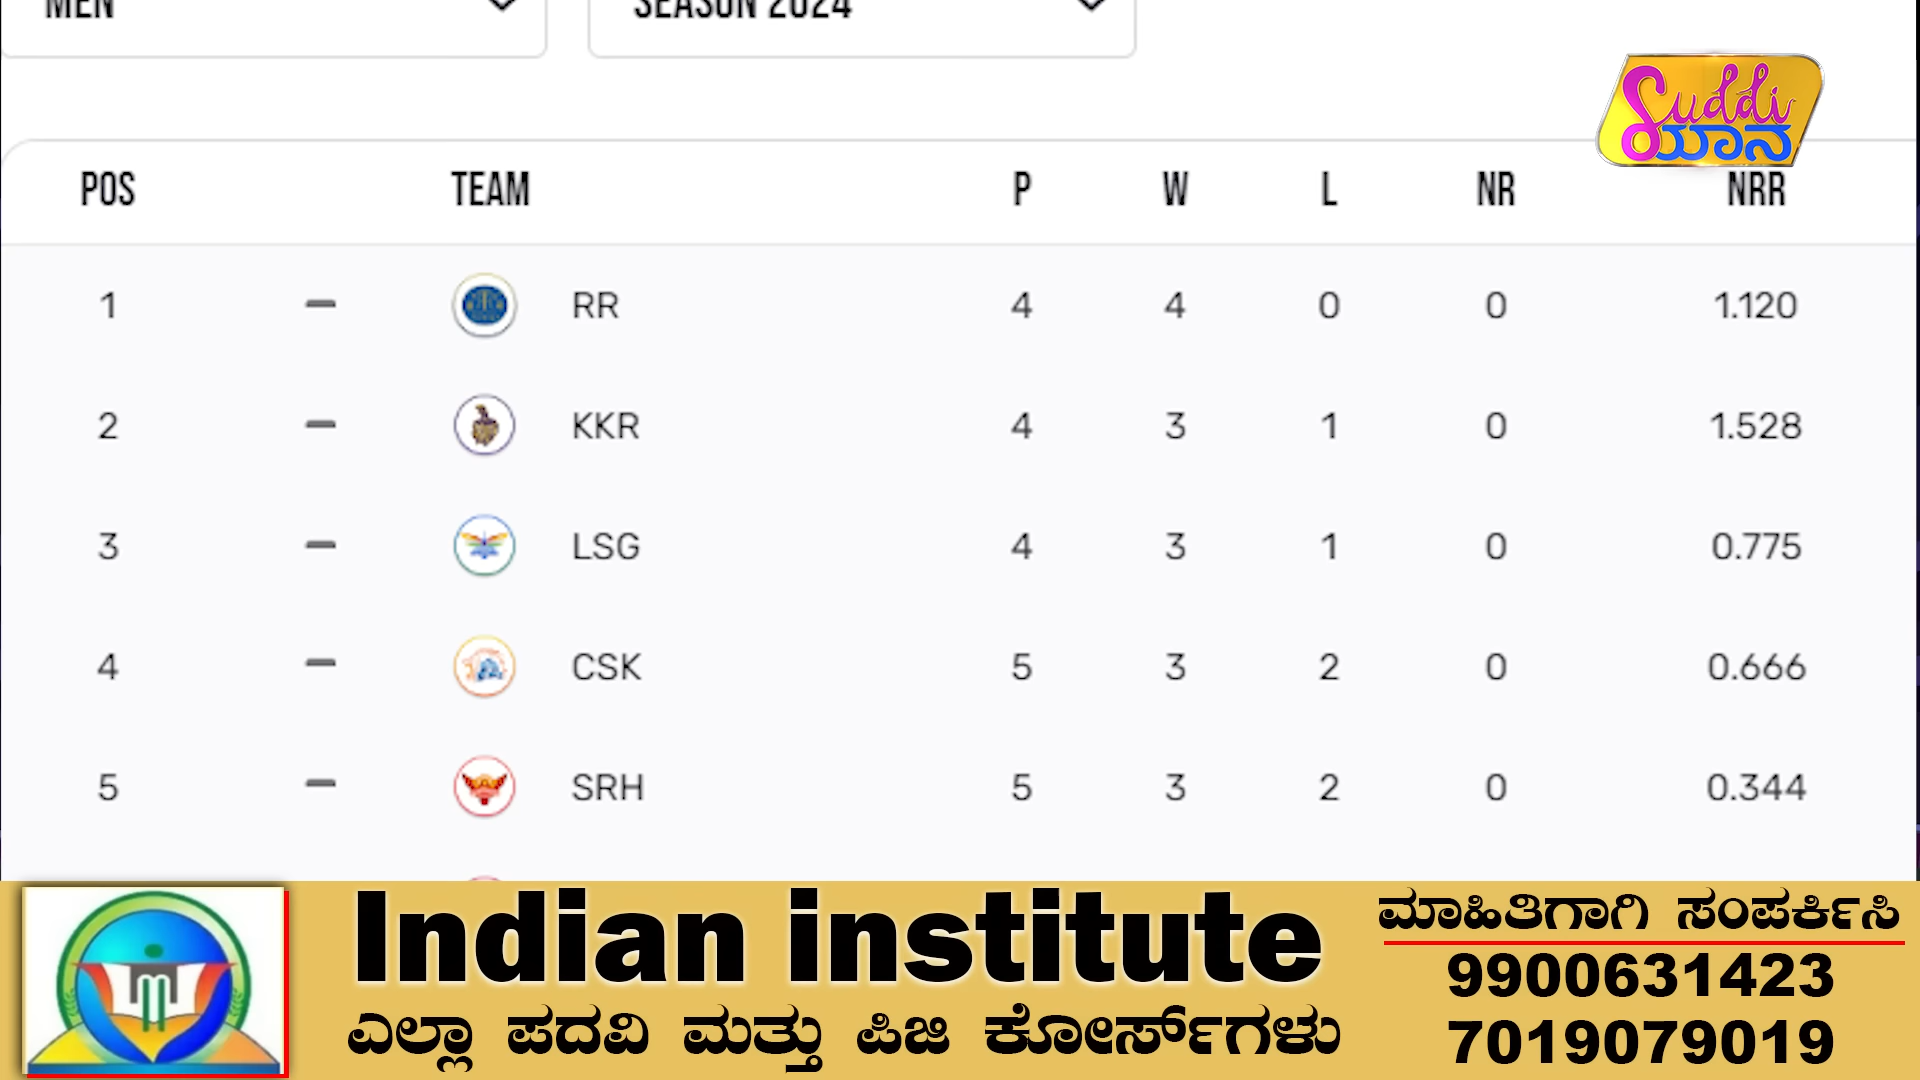 MEN
SEASON 2024
Suddi
ಯಾನ
POS TEAM P W L NR NRR
1 RR 4 4 0 0 1.120
2 KKR 4 3 1 0 1.528
3 LSG 4 3 1 0 0.775
4 CSK 5 3 2 0 0.666
5 SRH 5 3 2 0 0.344
Indian institute
ಎಲ್ಲಾ ಪದವಿ ಮತ್ತು ಪಿಜಿ ಕೋರ್ಸ್‌ಗಳು
ಮಾಹಿತಿಗಾಗಿ ಸಂಪರ್ಕಿಸಿ
9900631423
7019079019